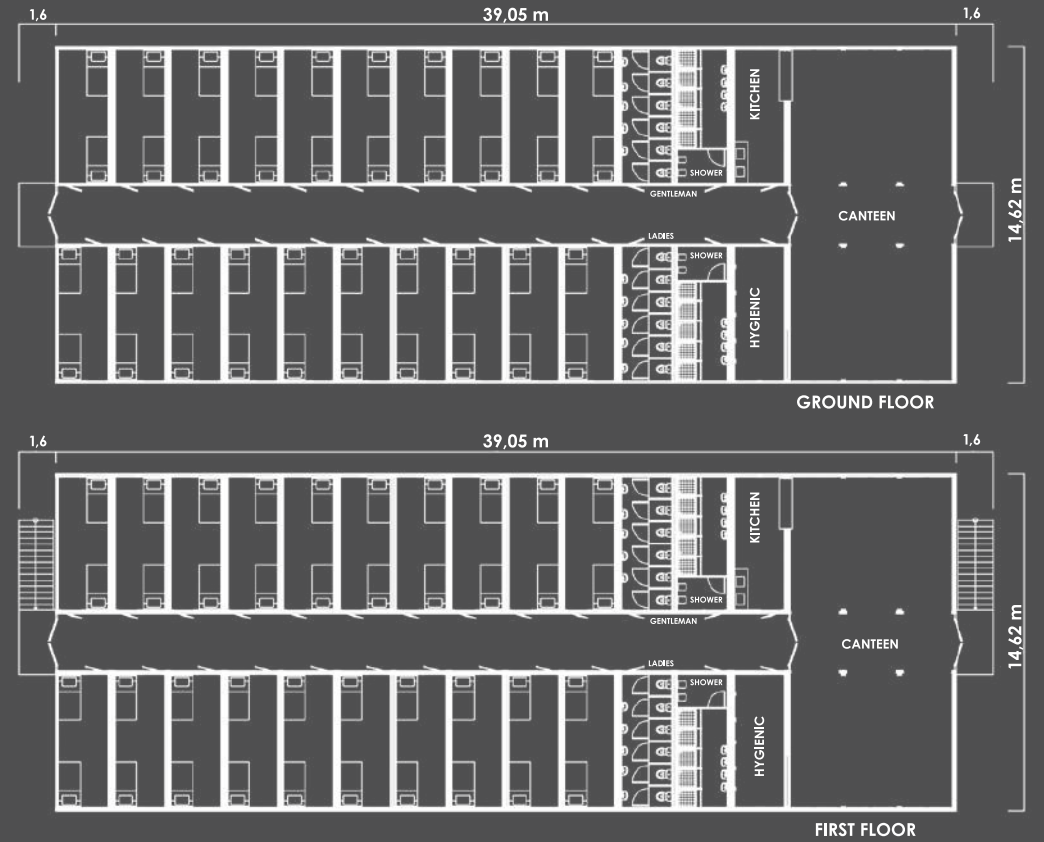 1,6
39,05 m
1,6
KITCHEN
SHOWER
GENTLEMAN
CANTEEN
14,62 m
LADIES
SHOWER
HYGIENIC
GROUND FLOOR
1,6
39,05 m
1,6
KITCHEN
SHOWER
GENTLEMAN
CANTEEN
14,62 m
LADIES
SHOWER
HYGIENIC
FIRST FLOOR